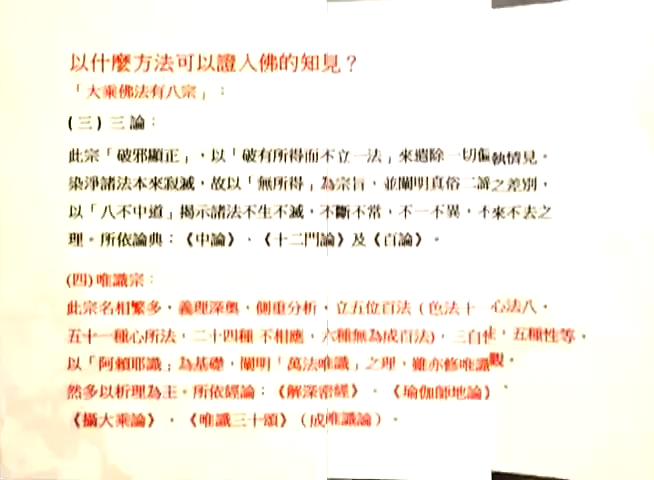 以什麼方法可以證入佛的知見？
「大乘佛法有八宗」：
(三) 三論：
此宗「破邪顯正」，以「破有所得而不立一法」來遣除一切偏執情見。
染淨諸法本來寂滅，故以「無所得」為宗旨，並闡明真俗二諦之差別，
以「八不中道」揭示諸法不生不滅，不斷不常，不一不異，不來不去之
理。所依論典：《中論》、《十二門論》及《百論》。
(四) 唯識宗：
此宗名相繁多，義理深奧，側重分析，立五位百法（色法十一心法八，
五十一種心所法，二十四種 不相應，六種無為成百法)，三自性，五種性等，
以「阿賴耶識」為基礎，闡明「萬法唯識」之理，雖亦修唯識觀，
然多以析理為主。所依經論：《解深密經》、《瑜伽師地論》、
《攝大乘論》，《唯識三十頌》（成唯識論）。